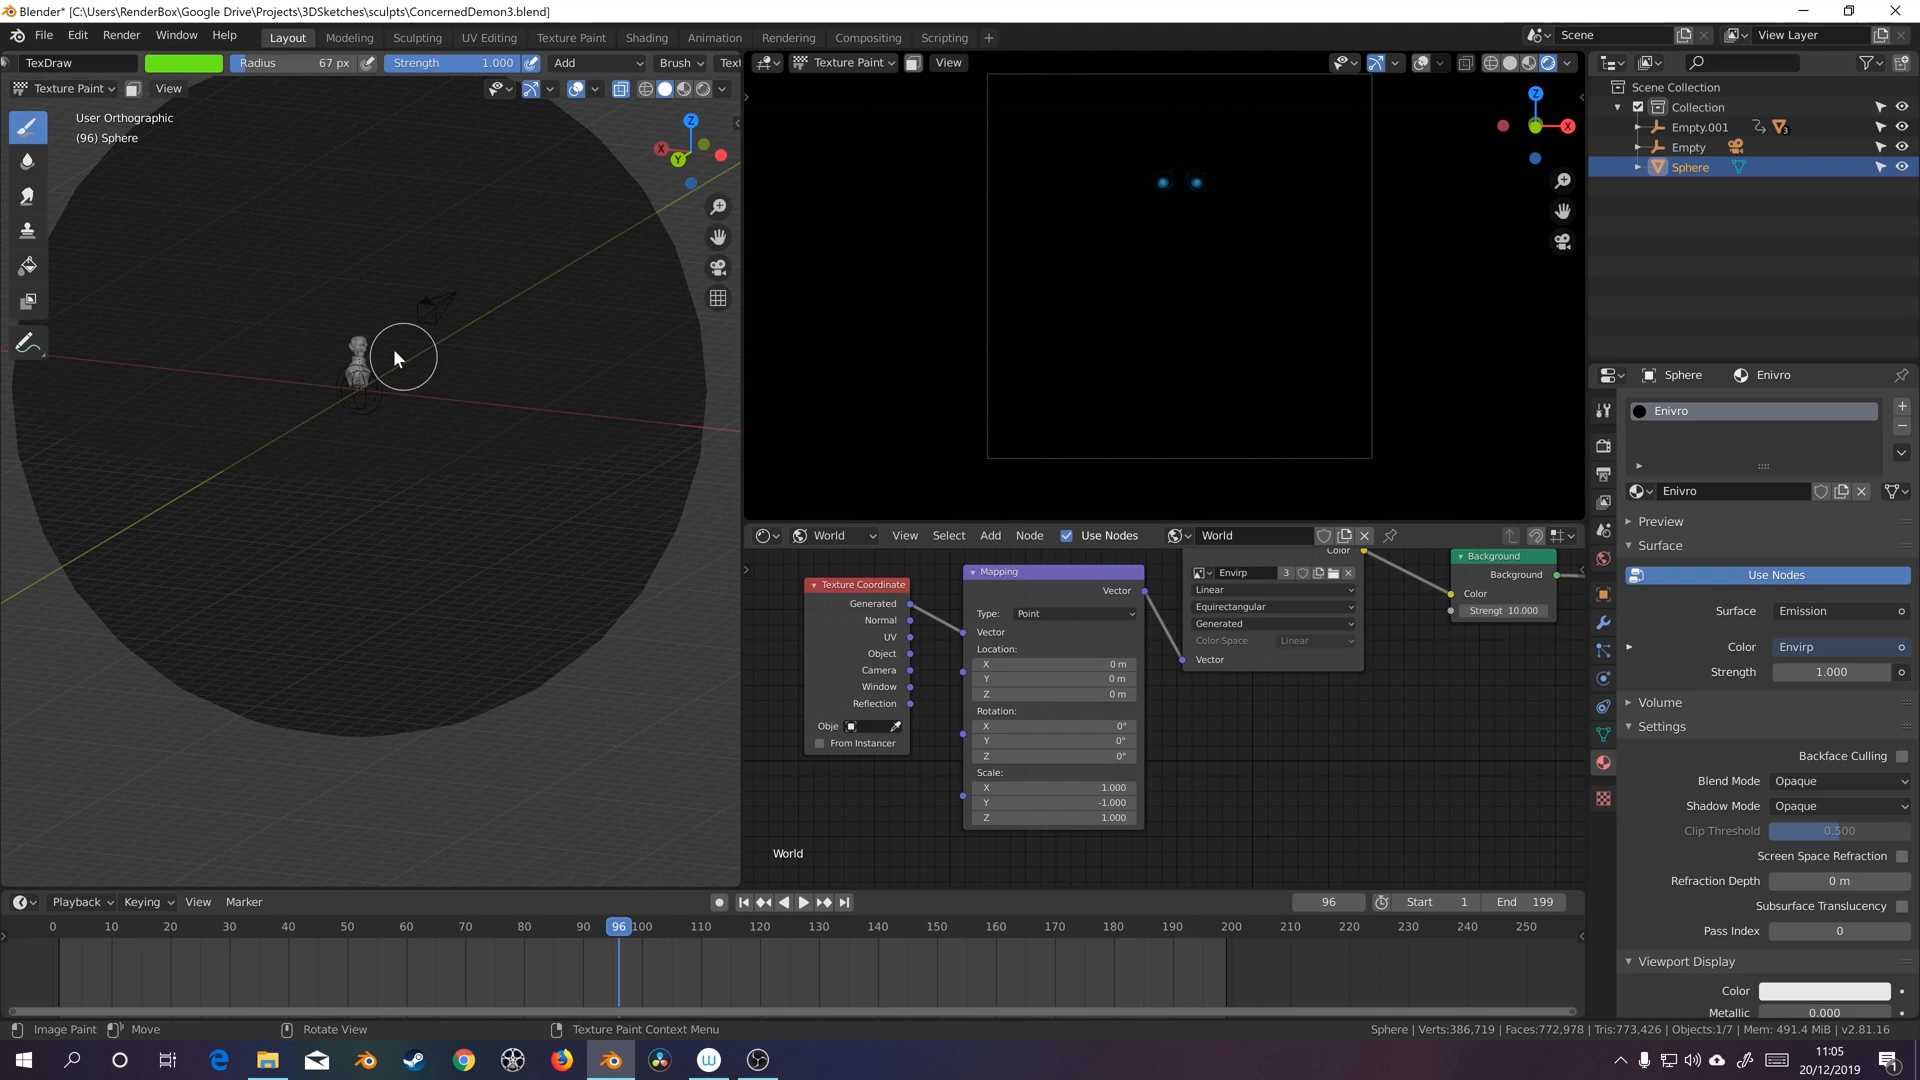 Blender* [C:\Users\RenderBox\Google Drive\Projects\3DSketches\sculpts\ConcernedDemon3.blend]
File Edit Render Window Help Layout Modeling Sculpting UV Editing Texture Paint Shading Animation Rendering Compositing Scripting + Scene View Layer
TexDraw Radius 67 px Strength 1.000 Add Brush Text
Texture Paint View
User Orthographic
(96) Sphere
Z
X
Y
Texture Paint View
Z
X
Scene Collection
Collection
Empty.001
3
Empty
Sphere
World View Select Add Node Use Nodes World
Texture Coordinate
Generated
Normal
UV
Object
Camera
Window
Reflection
Obje
From Instancer
Mapping
Vector
Type: Point
Vector
Location:
X 0 m
Y 0 m
Z 0 m
Rotation:
X 0°
Y 0°
Z 0°
Scale:
X 1.000
Y -1.000
Z 1.000
Color
Envirp 3
Linear
Equirectangular
Generated
Color Space Linear
Vector
Background
Background
Color
Strengt 10.000
World
Sphere Enivro
Enivro
Enivro
Preview
Surface
Use Nodes
Surface Emission
Color Envirp
Strength 1.000
Volume
Settings
Backface Culling
Blend Mode Opaque
Shadow Mode Opaque
Clip Threshold 0.500
Screen Space Refraction
Refraction Depth 0 m
Subsurface Translucency
Pass Index 0
Viewport Display
Color
Metallic 0.000
Playback Keying View Marker 96 Start 1 End 199
0 10 20 30 40 50 60 70 80 90 96 100 110 120 130 140 150 160 170 180 190 200 210 220 230 240 250
Image Paint Move Rotate View Texture Paint Context Menu Sphere | Verts:386,719 | Faces:772,978 | Tris:773,426 | Objects:1/7 | Mem: 491.4 MiB | v2.81.16
11:05
20/12/2019
1